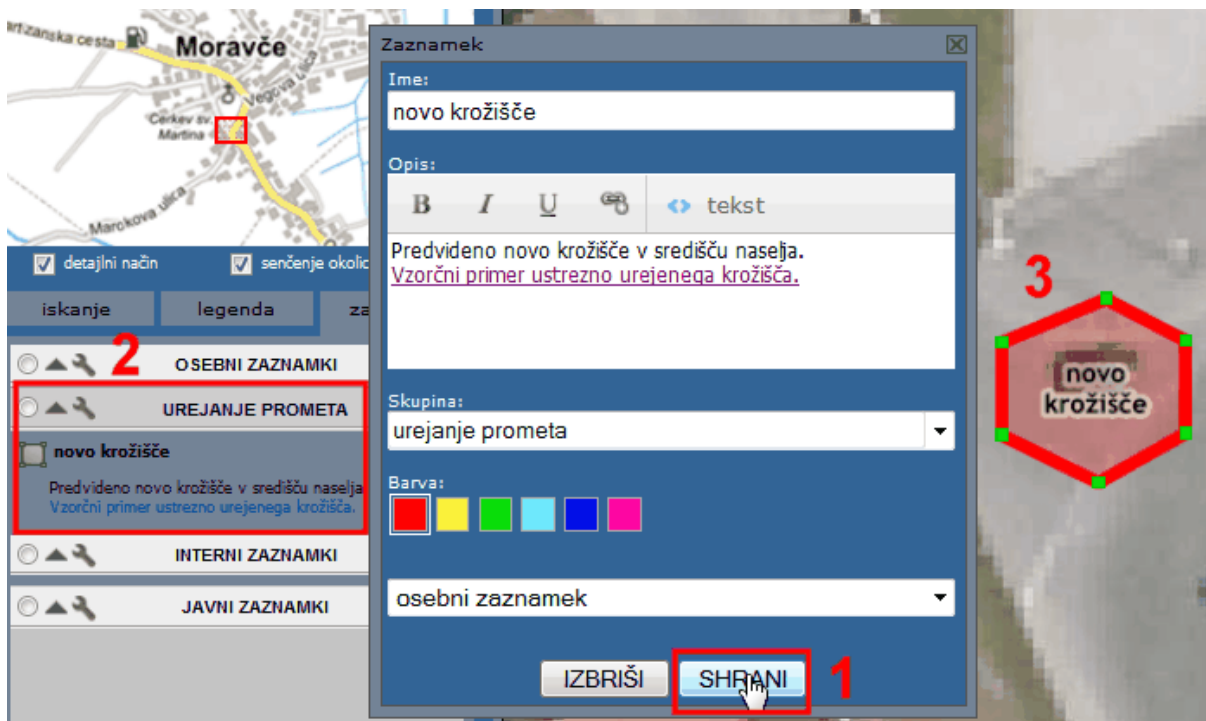 artizanska cesta
Moravče
Vegova ulica
Cerkev sv.
Martina
Marokova ulica
detajlni način
senčenje okolic
iskanje
legenda
za
2
OSEBNI ZAZNAMKI
UREJANJE PROMETA
novo krožišče
Predvideno novo krožišče v središču naselja
Vzorčni primer ustrezno urejenega krožišča.
INTERNI ZAZNAMKI
JAVNI ZAZNAMKI
Zaznamek
Ime:
novo krožišče
Opis:
B I U <> tekst
Predvideno novo krožišče v središču naselja.
Vzorčni primer ustrezno urejenega krožišča.
Skupina:
urejanje prometa
Barva:
osebni zaznamek
IZBRIŠI
SHRANI
1
3
novo
krožišče